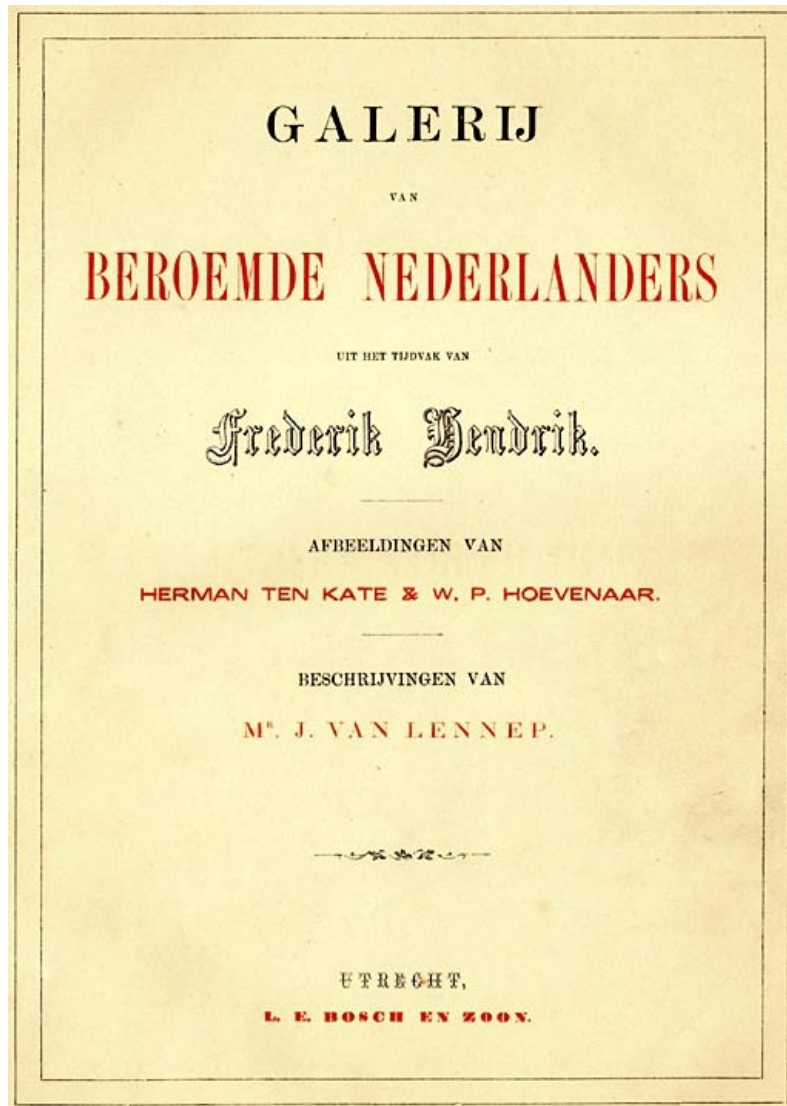 GALERIJ
VAN
BEROEMDE NEDERLANDERS
UIT HET TIJDVAK VAN
Frederik Hendrik.
AFBEELDINGEN VAN
HERMAN TEN KATE & W. P. HOEVENAAR.
BESCHRIJVINGEN VAN
MR. J. VAN LENNEP.
UTRECHT,
L. E. BOSCH EN ZOON.